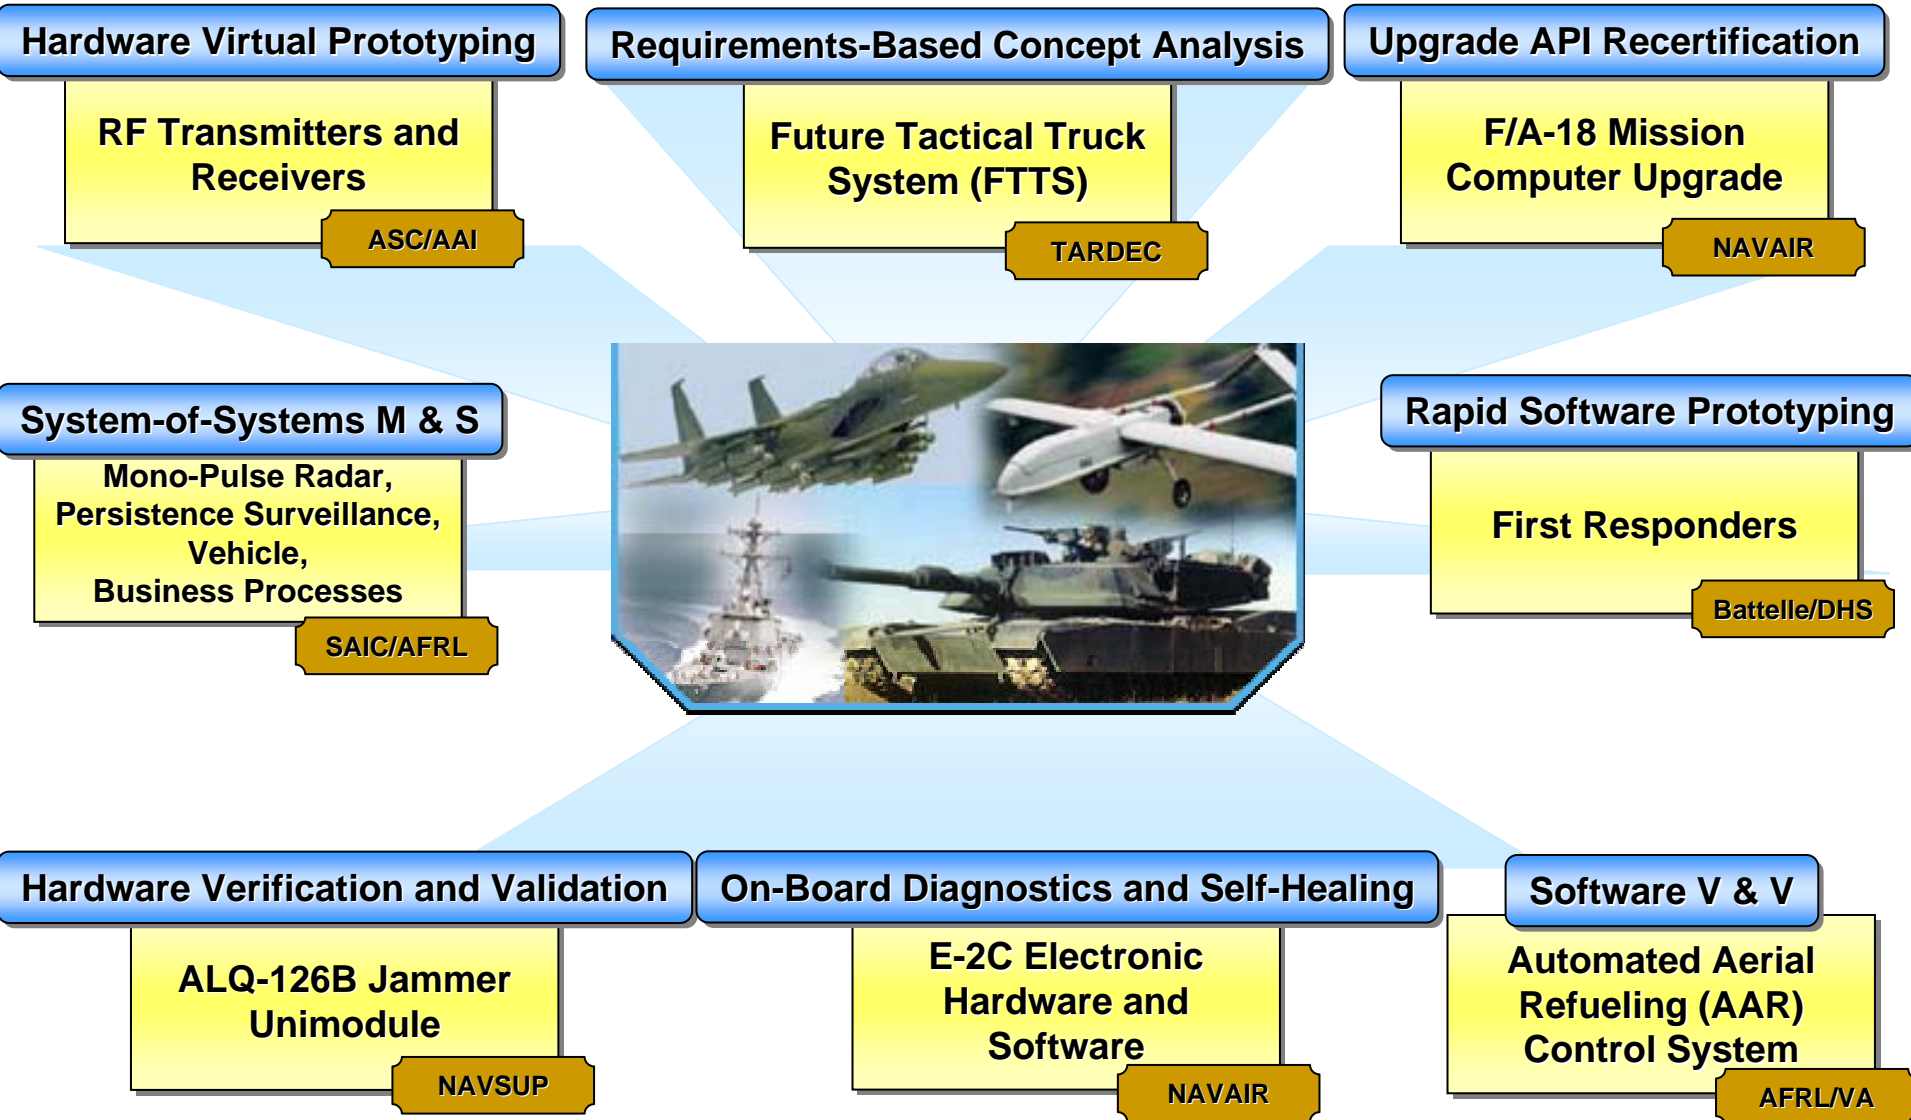 Hardware Virtual Prototyping
RF Transmitters and
Receivers
ASC/AAI
Requirements-Based Concept Analysis
Future Tactical Truck
System (FTTS)
TARDEC
Upgrade API Recertification
F/A-18 Mission
Computer Upgrade
NAVAIR
System-of-Systems M & S
Mono-Pulse Radar,
Persistence Surveillance,
Vehicle,
Business Processes
SAIC/AFRL
Rapid Software Prototyping
First Responders
Battelle/DHS
Hardware Verification and Validation
ALQ-126B Jammer
Unimodule
NAVSUP
On-Board Diagnostics and Self-Healing
E-2C Electronic
Hardware and
Software
NAVAIR
Software V & V
Automated Aerial
Refueling (AAR)
Control System
AFRL/VA